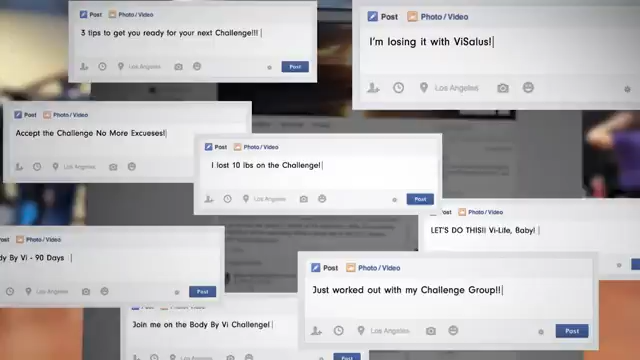 Post Photo / Video
3 tips to get you ready for your next Challenge!!!
Los Angeles
Post
Post Photo / Video
I'm losing it with ViSalus!
Los Angeles
Post Photo / Video
Accept the Challenge No More Excueses!
Los Angeles
Post Photo / Video
I lost 10 lbs on the Challenge!
Los Angeles
Post
Post Photo / Video
LET'S DO THIS!! Vi-Life, Baby!
Post Photo / Video
dy By Vi - 90 Days
Los Angeles
Post
Post Photo / Video
Just worked out with my Challenge Group!!
Los Angeles
Post
Join me on the Body By Vi Challenge!
Los Angeles
Post